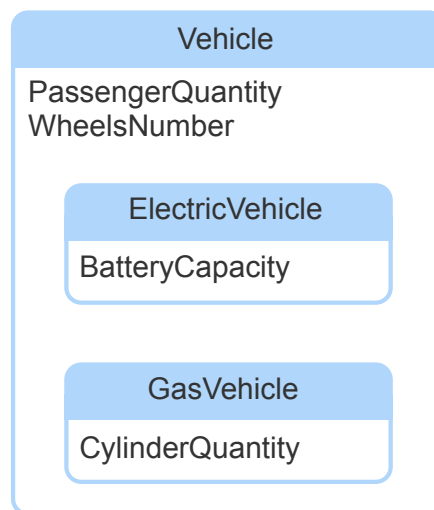 Vehicle
PassengerQuantity
WheelsNumber
ElectricVehicle
BatteryCapacity
GasVehicle
CylinderQuantity